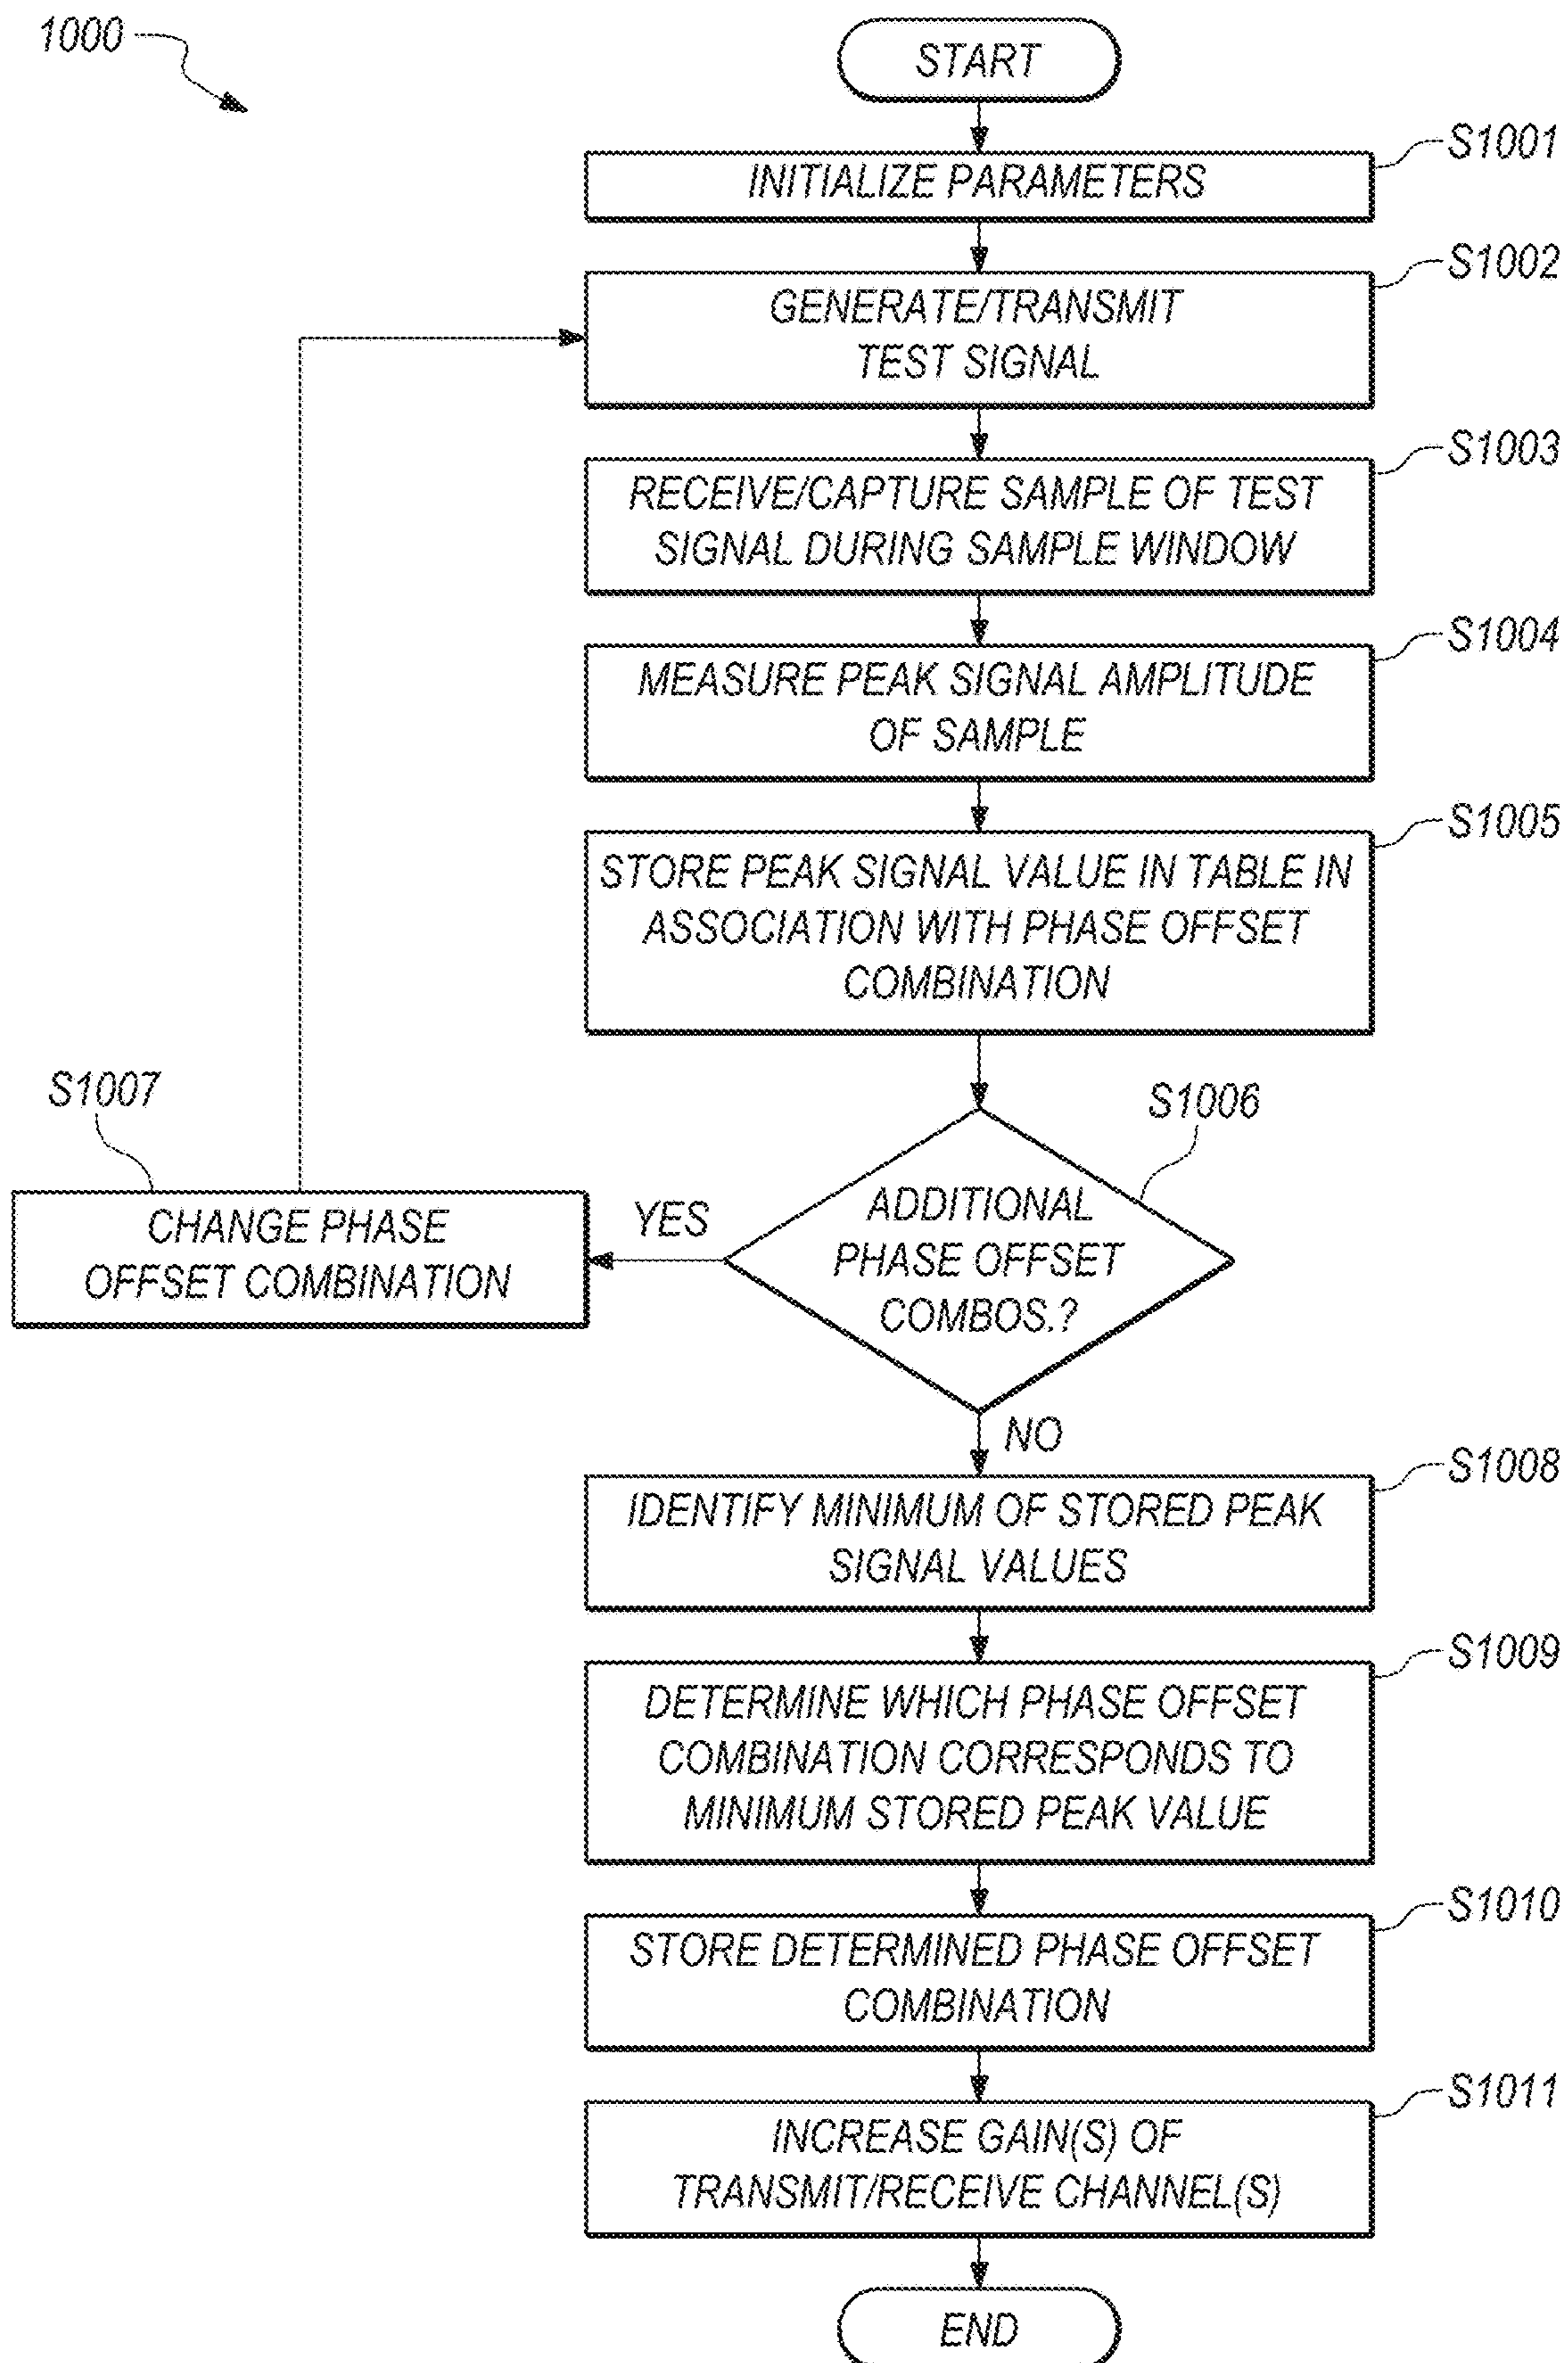 1000
START
S1001
INITIALIZE PARAMETERS
S1002
GENERATE/TRANSMIT
TEST SIGNAL
S1003
RECEIVE/CAPTURE SAMPLE OF TEST
SIGNAL DURING SAMPLE WINDOW
S1004
MEASURE PEAK SIGNAL AMPLITUDE
OF SAMPLE
S1005
STORE PEAK SIGNAL VALUE IN TABLE IN
ASSOCIATION WITH PHASE OFFSET
COMBINATION
S1006
ADDITIONAL
PHASE OFFSET
COMBOS.?
YES
S1007
CHANGE PHASE
OFFSET COMBINATION
NO
S1008
IDENTIFY MINIMUM OF STORED PEAK
SIGNAL VALUES
S1009
DETERMINE WHICH PHASE OFFSET
COMBINATION CORRESPONDS TO
MINIMUM STORED PEAK VALUE
S1010
STORE DETERMINED PHASE OFFSET
COMBINATION
S1011
INCREASE GAIN(S) OF
TRANSMIT/RECEIVE CHANNEL(S)
END